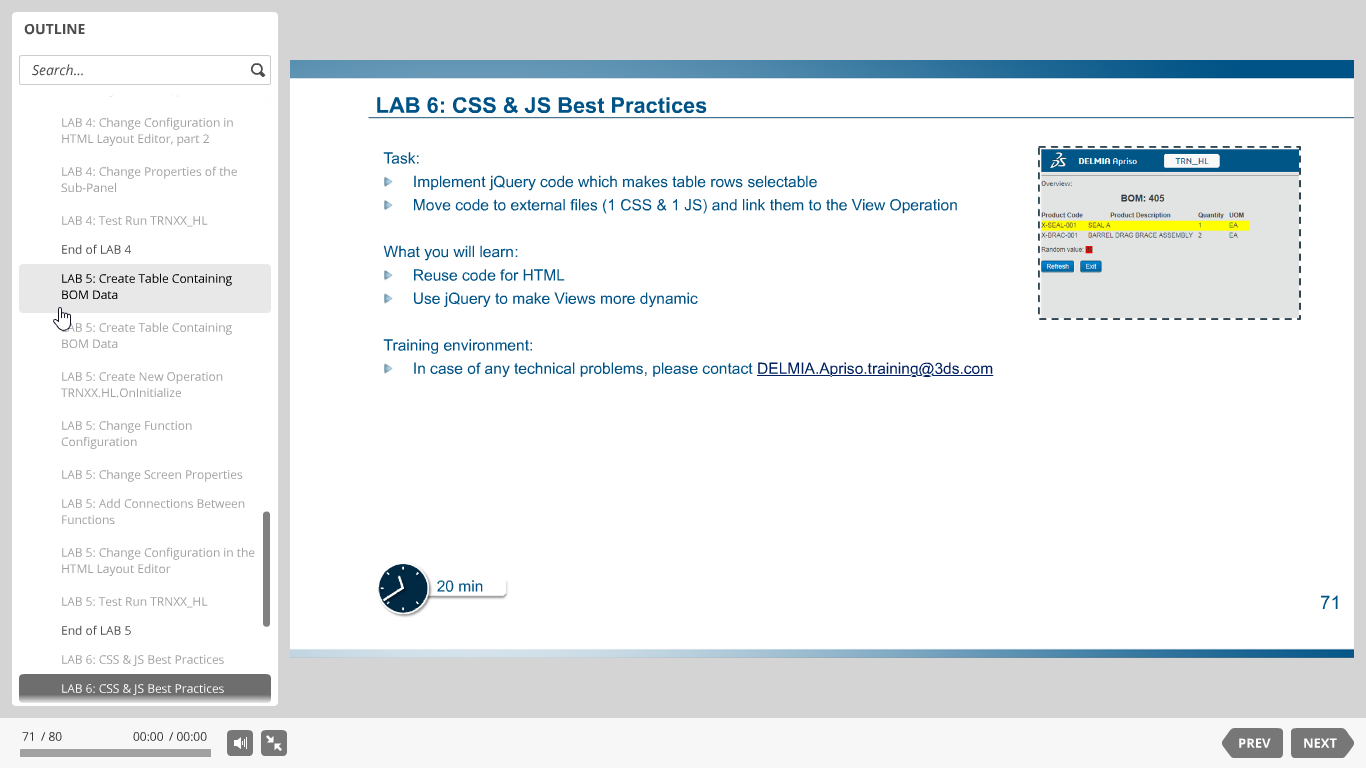 OUTLINE
Search...
LAB 4: Change Configuration in
HTML Layout Editor, part 2
LAB 4: Change Properties of the
Sub-Panel
LAB 4: Test Run TRNXX_HL
End of LAB 4
LAB 5: Create Table Containing
BOM Data
LAB 5: Create Table Containing
BOM Data
LAB 5: Create New Operation
TRNXX.HL.OnInitialize
LAB 5: Change Function
Configuration
LAB 5: Change Screen Properties
LAB 5: Add Connections Between
Functions
LAB 5: Change Configuration in the
HTML Layout Editor
LAB 5: Test Run TRNXX_HL
End of LAB 5
LAB 6: CSS & JS Best Practices
LAB 6: CSS & JS Best Practices
71 / 80
00:00 / 00:00
LAB 6: CSS & JS Best Practices
Task:
Implement jQuery code which makes table rows selectable
Move code to external files (1 CSS & 1 JS) and link them to the View Operation
What you will learn:
Reuse code for HTML
Use jQuery to make Views more dynamic
Training environment:
In case of any technical problems, please contact DELMIA.Apriso.training@3ds.com
DELMIA Apriso
TRN_HL
Overview:
BOM: 405
Product Code Product Description Quantity UOM
X-SEAL-001 SEAL A 1 EA
X-BRAC-001 BARREL DRAG BRACE ASSEMBLY 2 EA
Random value:
Refresh Exit
20 min
71
PREV
NEXT